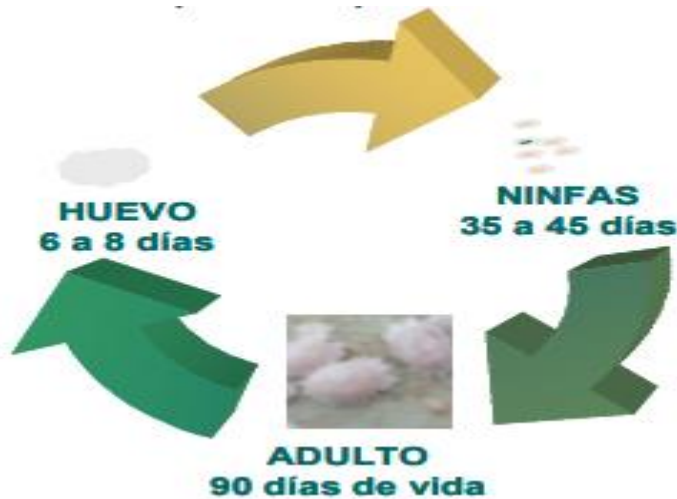 HUEVO
6 a 8 días
NINFAS
35 a 45 días
ADULTO
90 días de vida